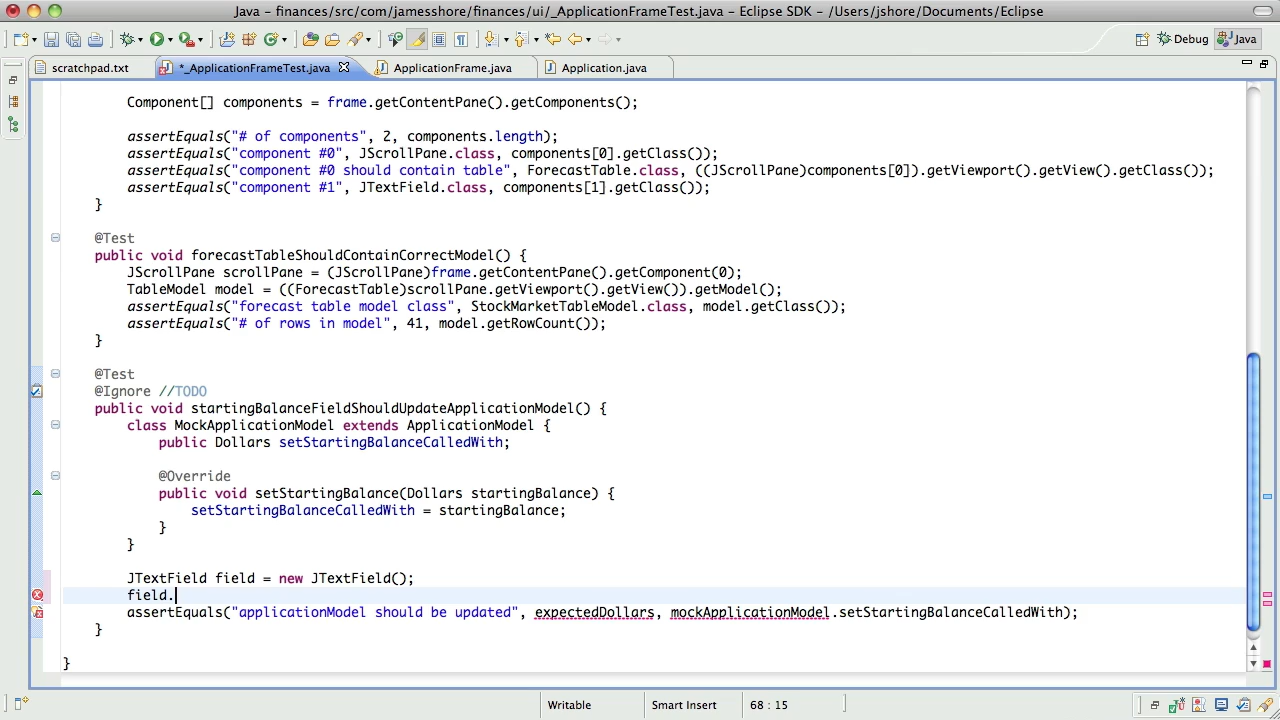 Java - finances/src/com/jamesshore/finances/ui/_ApplicationFrameTest.java - Eclipse SDK - /Users/jshore/Documents/Eclipse
Debug
Java
scratchpad.txt
*_ApplicationFrameTest.java
ApplicationFrame.java
Application.java
Component[] components = frame.getContentPane().getComponents();
assertEquals("# of components", 2, components.length);
assertEquals("component #0", JScrollPane.class, components[0].getClass());
assertEquals("component #0 should contain table", ForecastTable.class, ((JScrollPane)components[0]).getViewport().getView().getClass());
assertEquals("component #1", JTextField.class, components[1].getClass());
}
@Test
public void forecastTableShouldContainCorrectModel() {
JScrollPane scrollPane = (JScrollPane)frame.getContentPane().getComponent(0);
TableModel model = ((ForecastTable)scrollPane.getViewport().getView()).getModel();
assertEquals("forecast table model class", StockMarketTableModel.class, model.getClass());
assertEquals("# of rows in model", 41, model.getRowCount());
}
@Test
@Ignore //TODO
public void startingBalanceFieldShouldUpdateApplicationModel() {
class MockApplicationModel extends ApplicationModel {
public Dollars setStartingBalanceCalledWith;
@Override
public void setStartingBalance(Dollars startingBalance) {
setStartingBalanceCalledWith = startingBalance;
}
}
JTextField field = new JTextField();
field.
assertEquals("applicationModel should be updated", expectedDollars, mockApplicationModel.setStartingBalanceCalledWith);
}
}
Writable
Smart Insert
68 : 15